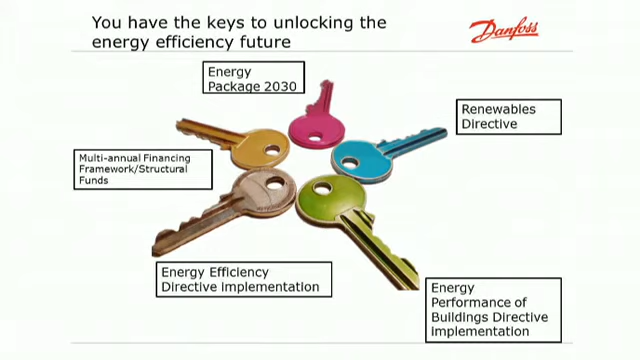 You have the keys to unlocking the
energy efficiency future
Danfoss
Energy
Package 2030
Renewables
Directive
Multi-annual Financing
Framework/Structural
Funds
Energy Efficiency
Directive implementation
Energy
Performance of
Buildings Directive
implementation